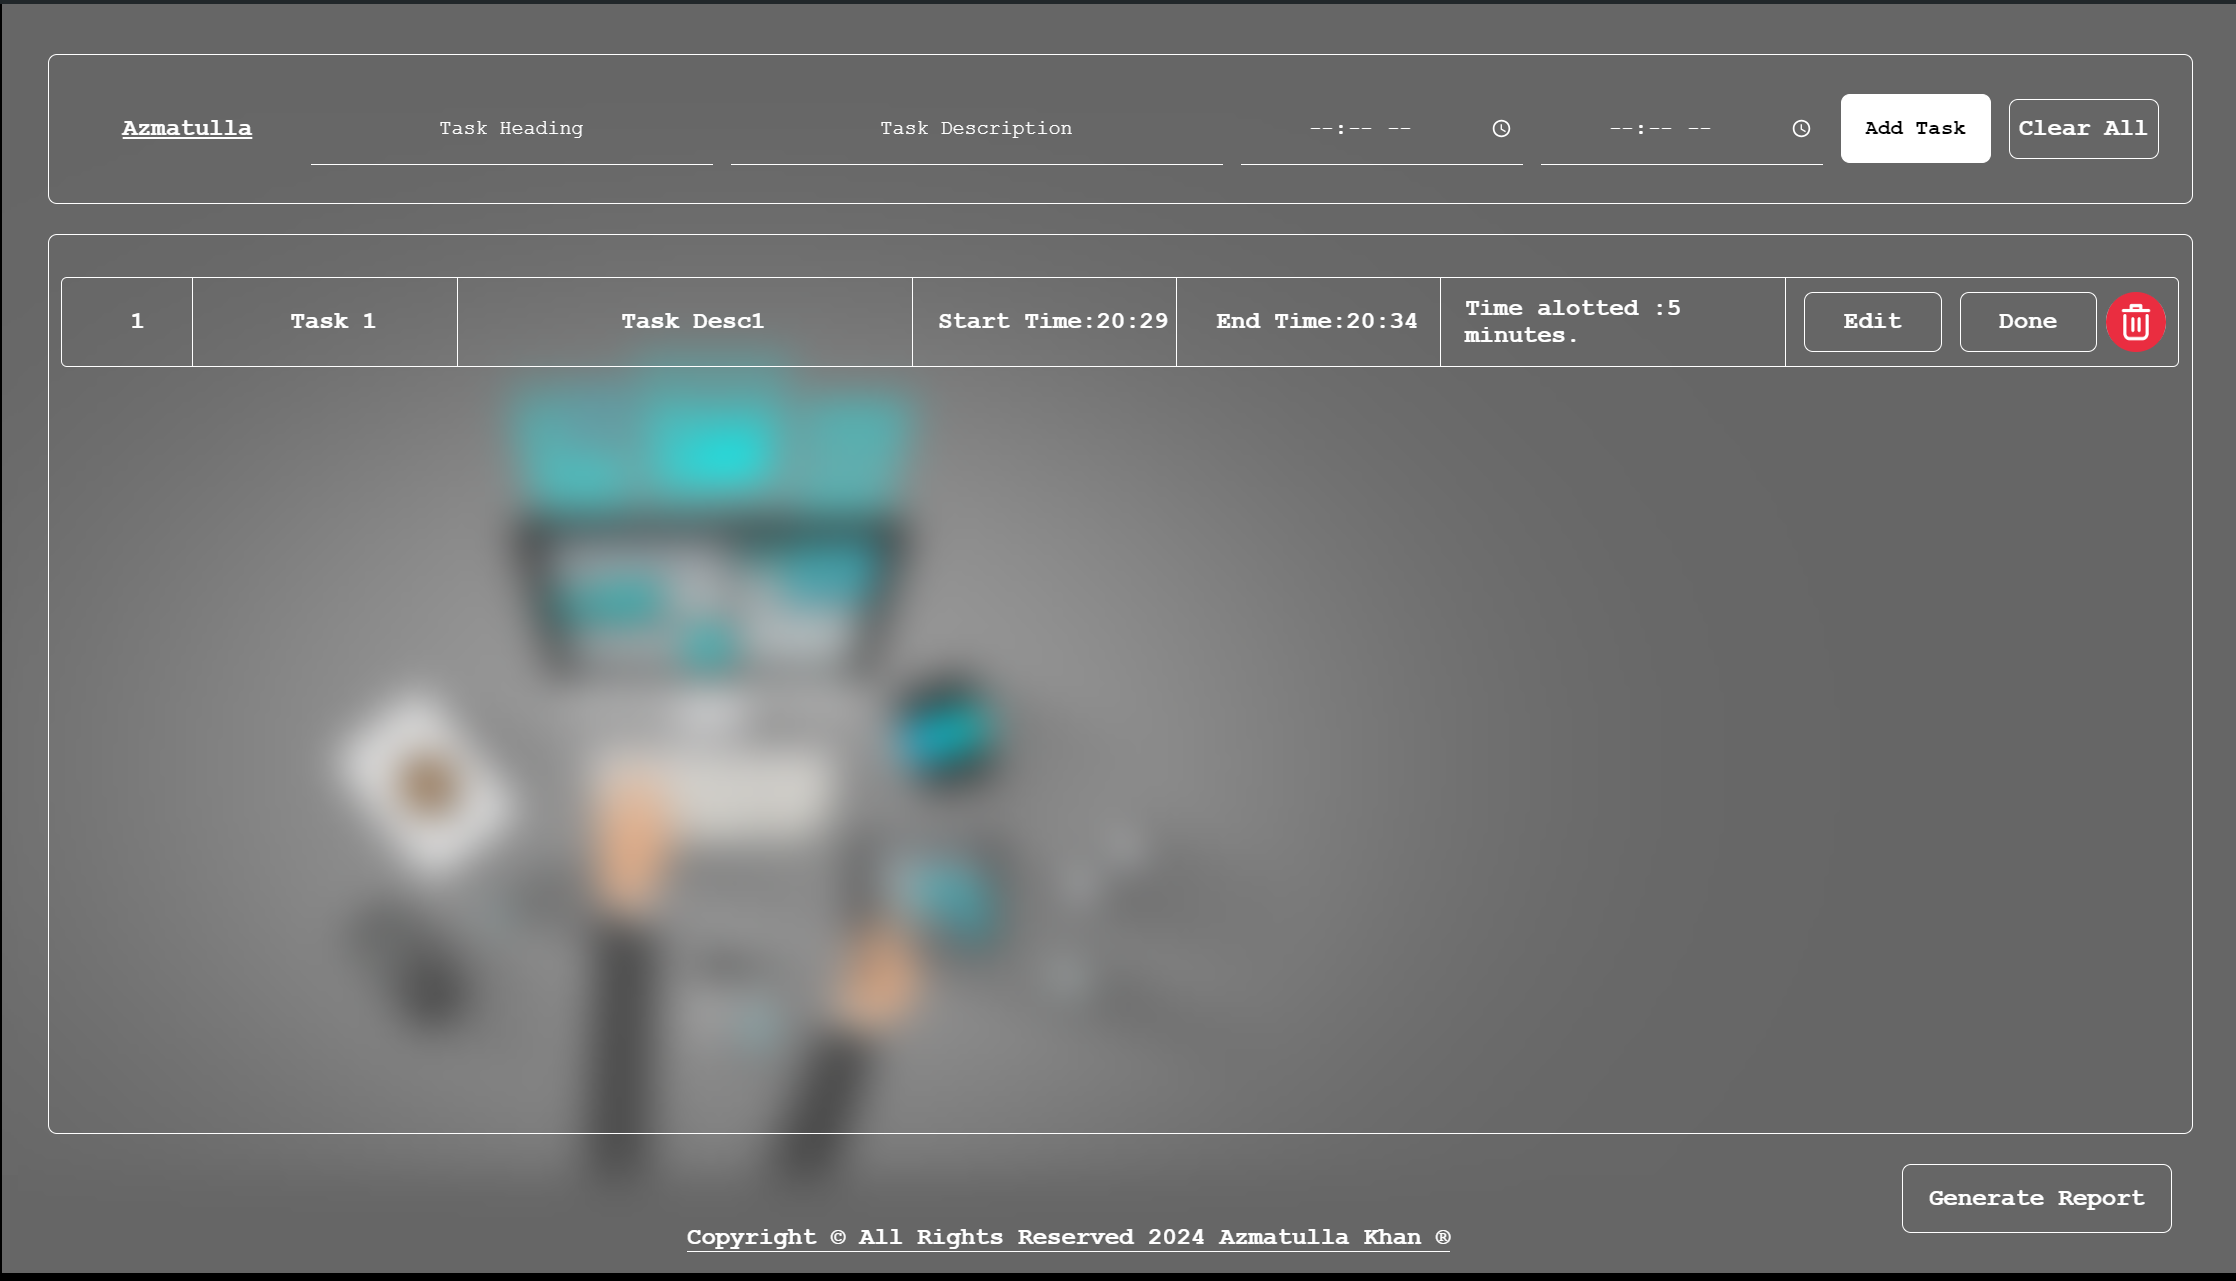 Azmatulla Task Heading Task Description --:-- -- --:-- -- Add Task Clear All
1 Task 1 Task Desc1 Start Time:20:29 End Time:20:34 Time alotted :5
minutes. Edit Done
Generate Report
Copyright © All Rights Reserved 2024 Azmatulla Khan ®